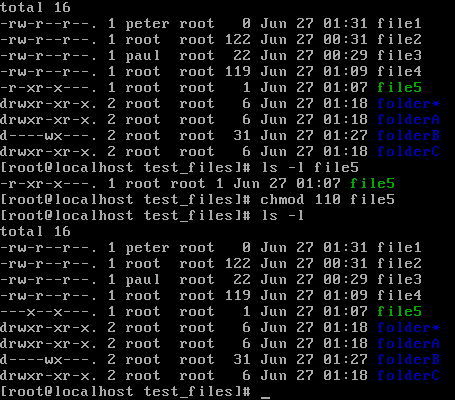 total 16
-rw-r--r--. 1 peter root   0 Jun 27 01:31 file1
-rw-r--r--. 1 root  root 122 Jun 27 00:31 file2
-rw-r--r--. 1 paul  root  22 Jun 27 00:29 file3
-rw-r--r--. 1 root  root 119 Jun 27 01:09 file4
-r-xr-x---. 1 root  root   1 Jun 27 01:07 file5
drwxr-xr-x. 2 root  root   6 Jun 27 01:18 folder*
drwxr-xr-x. 2 root  root   6 Jun 27 01:18 folderA
d----wx---. 2 root  root  31 Jun 27 01:27 folderB
drwxr-xr-x. 2 root  root   6 Jun 27 01:18 folderC
[root@localhost test_files]# ls -l file5
-r-xr-x---. 1 root root 1 Jun 27 01:07 file5
[root@localhost test_files]# chmod 110 file5
[root@localhost test_files]# ls -l
total 16
-rw-r--r--. 1 peter root   0 Jun 27 01:31 file1
-rw-r--r--. 1 root  root 122 Jun 27 00:31 file2
-rw-r--r--. 1 paul  root  22 Jun 27 00:29 file3
-rw-r--r--. 1 root  root 119 Jun 27 01:09 file4
---x--x---. 1 root  root   1 Jun 27 01:07 file5
drwxr-xr-x. 2 root  root   6 Jun 27 01:18 folder*
drwxr-xr-x. 2 root  root   6 Jun 27 01:18 folderA
d----wx---. 2 root  root  31 Jun 27 01:27 folderB
drwxr-xr-x. 2 root  root   6 Jun 27 01:18 folderC
[root@localhost test_files]# _